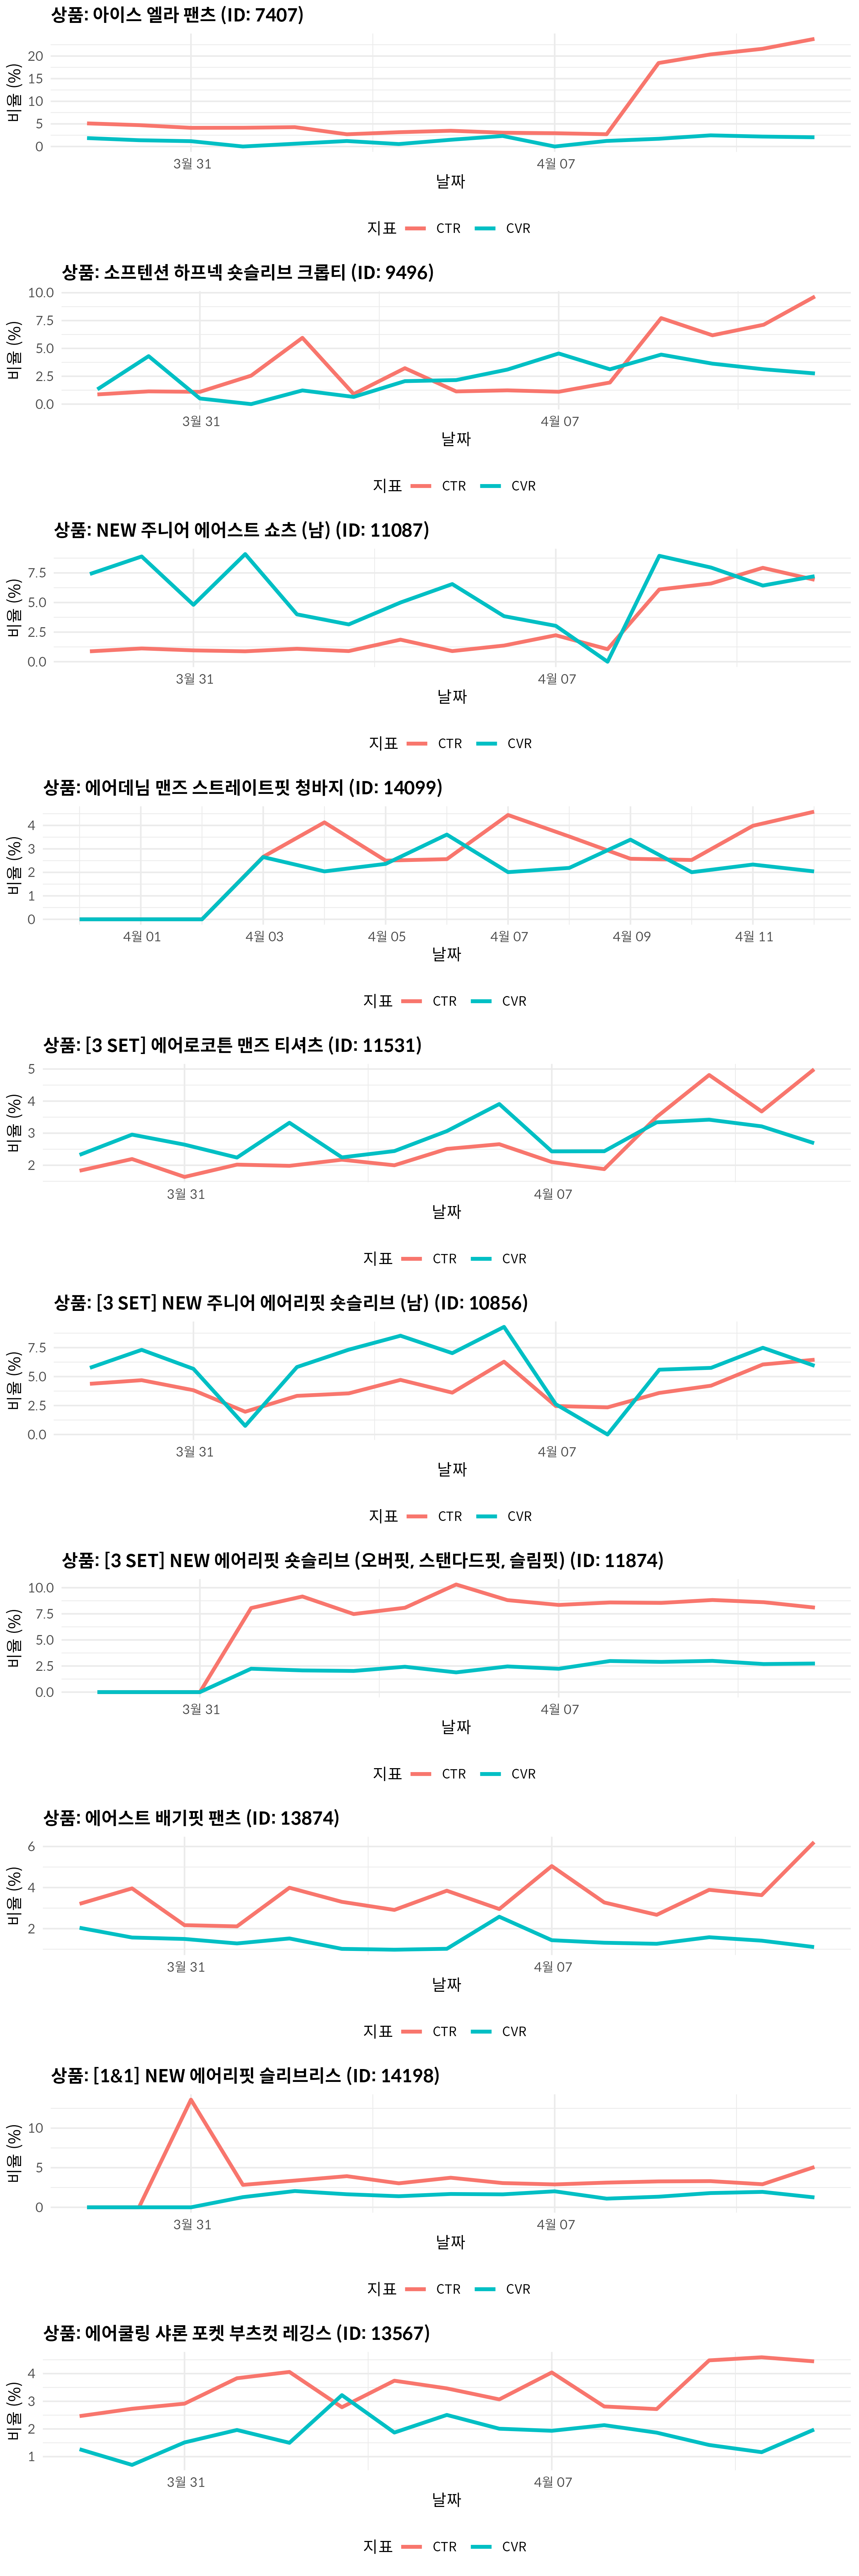 상품: 아이스 엘라 팬츠 (ID: 7407)
20
15
10
5
0
비율 (%)
3월 31
4월 07
날짜
지표 CTR CVR
상품: 소프텐션 하프넥 숏슬리브 크롭티 (ID: 9496)
10.0
7.5
5.0
2.5
0.0
비율 (%)
3월 31
4월 07
날짜
지표 CTR CVR
상품: NEW 주니어 에어스트 쇼츠 (남) (ID: 11087)
7.5
5.0
2.5
0.0
비율 (%)
3월 31
4월 07
날짜
지표 CTR CVR
상품: 에어데님 맨즈 스트레이트핏 청바지 (ID: 14099)
4
3
2
1
0
비율 (%)
4월 01
4월 03
4월 05
4월 07
4월 09
4월 11
날짜
지표 CTR CVR
상품: [3 SET] 에어로코튼 맨즈 티셔츠 (ID: 11531)
5
4
3
2
비율 (%)
3월 31
4월 07
날짜
지표 CTR CVR
상품: [3 SET] NEW 주니어 에어리핏 숏슬리브 (남) (ID: 10856)
7.5
5.0
2.5
0.0
비율 (%)
3월 31
4월 07
날짜
지표 CTR CVR
상품: [3 SET] NEW 에어리핏 숏슬리브 (오버핏, 스탠다드핏, 슬림핏) (ID: 11874)
10.0
7.5
5.0
2.5
0.0
비율 (%)
3월 31
4월 07
날짜
지표 CTR CVR
상품: 에어스트 배기핏 팬츠 (ID: 13874)
6
4
2
비율 (%)
3월 31
4월 07
날짜
지표 CTR CVR
상품: [1&1] NEW 에어리핏 슬리브리스 (ID: 14198)
10
5
0
비율 (%)
3월 31
4월 07
날짜
지표 CTR CVR
상품: 에어쿨링 샤론 포켓 부츠컷 레깅스 (ID: 13567)
4
3
2
1
비율 (%)
3월 31
4월 07
날짜
지표 CTR CVR